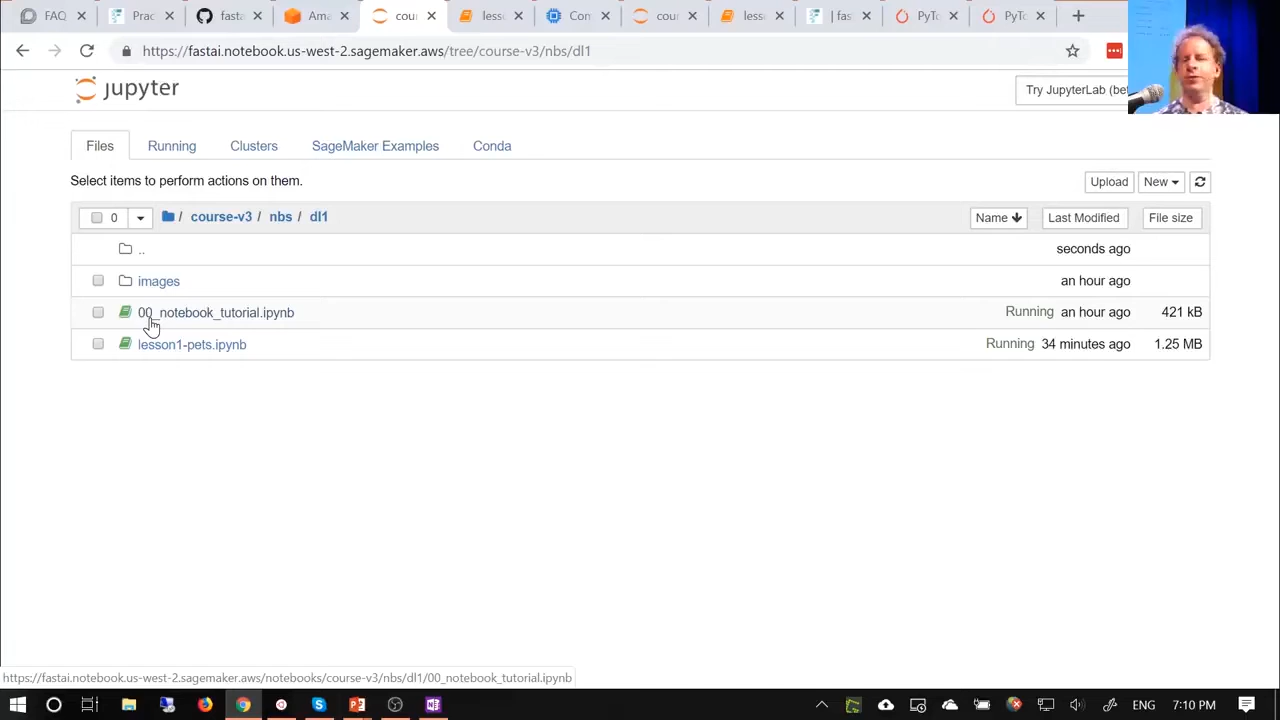 FAQ
Prac
fasta
Ama
cou
less
Com
cou
less
| fas
PyTo
PyTo
https://fastai.notebook.us-west-2.sagemaker.aws/tree/course-v3/nbs/dl1
jupyter
Try JupyterLab (bet
Files Running Clusters SageMaker Examples Conda
Select items to perform actions on them.
Upload New
0 / course-v3 / nbs / dl1 Name Last Modified File size
.. seconds ago
images an hour ago
00_notebook_tutorial.ipynb Running an hour ago 421 kB
lesson1-pets.ipynb Running 34 minutes ago 1.25 MB
https://fastai.notebook.us-west-2.sagemaker.aws/notebooks/course-v3/nbs/dl1/00_notebook_tutorial.ipynb
ENG 7:10 PM